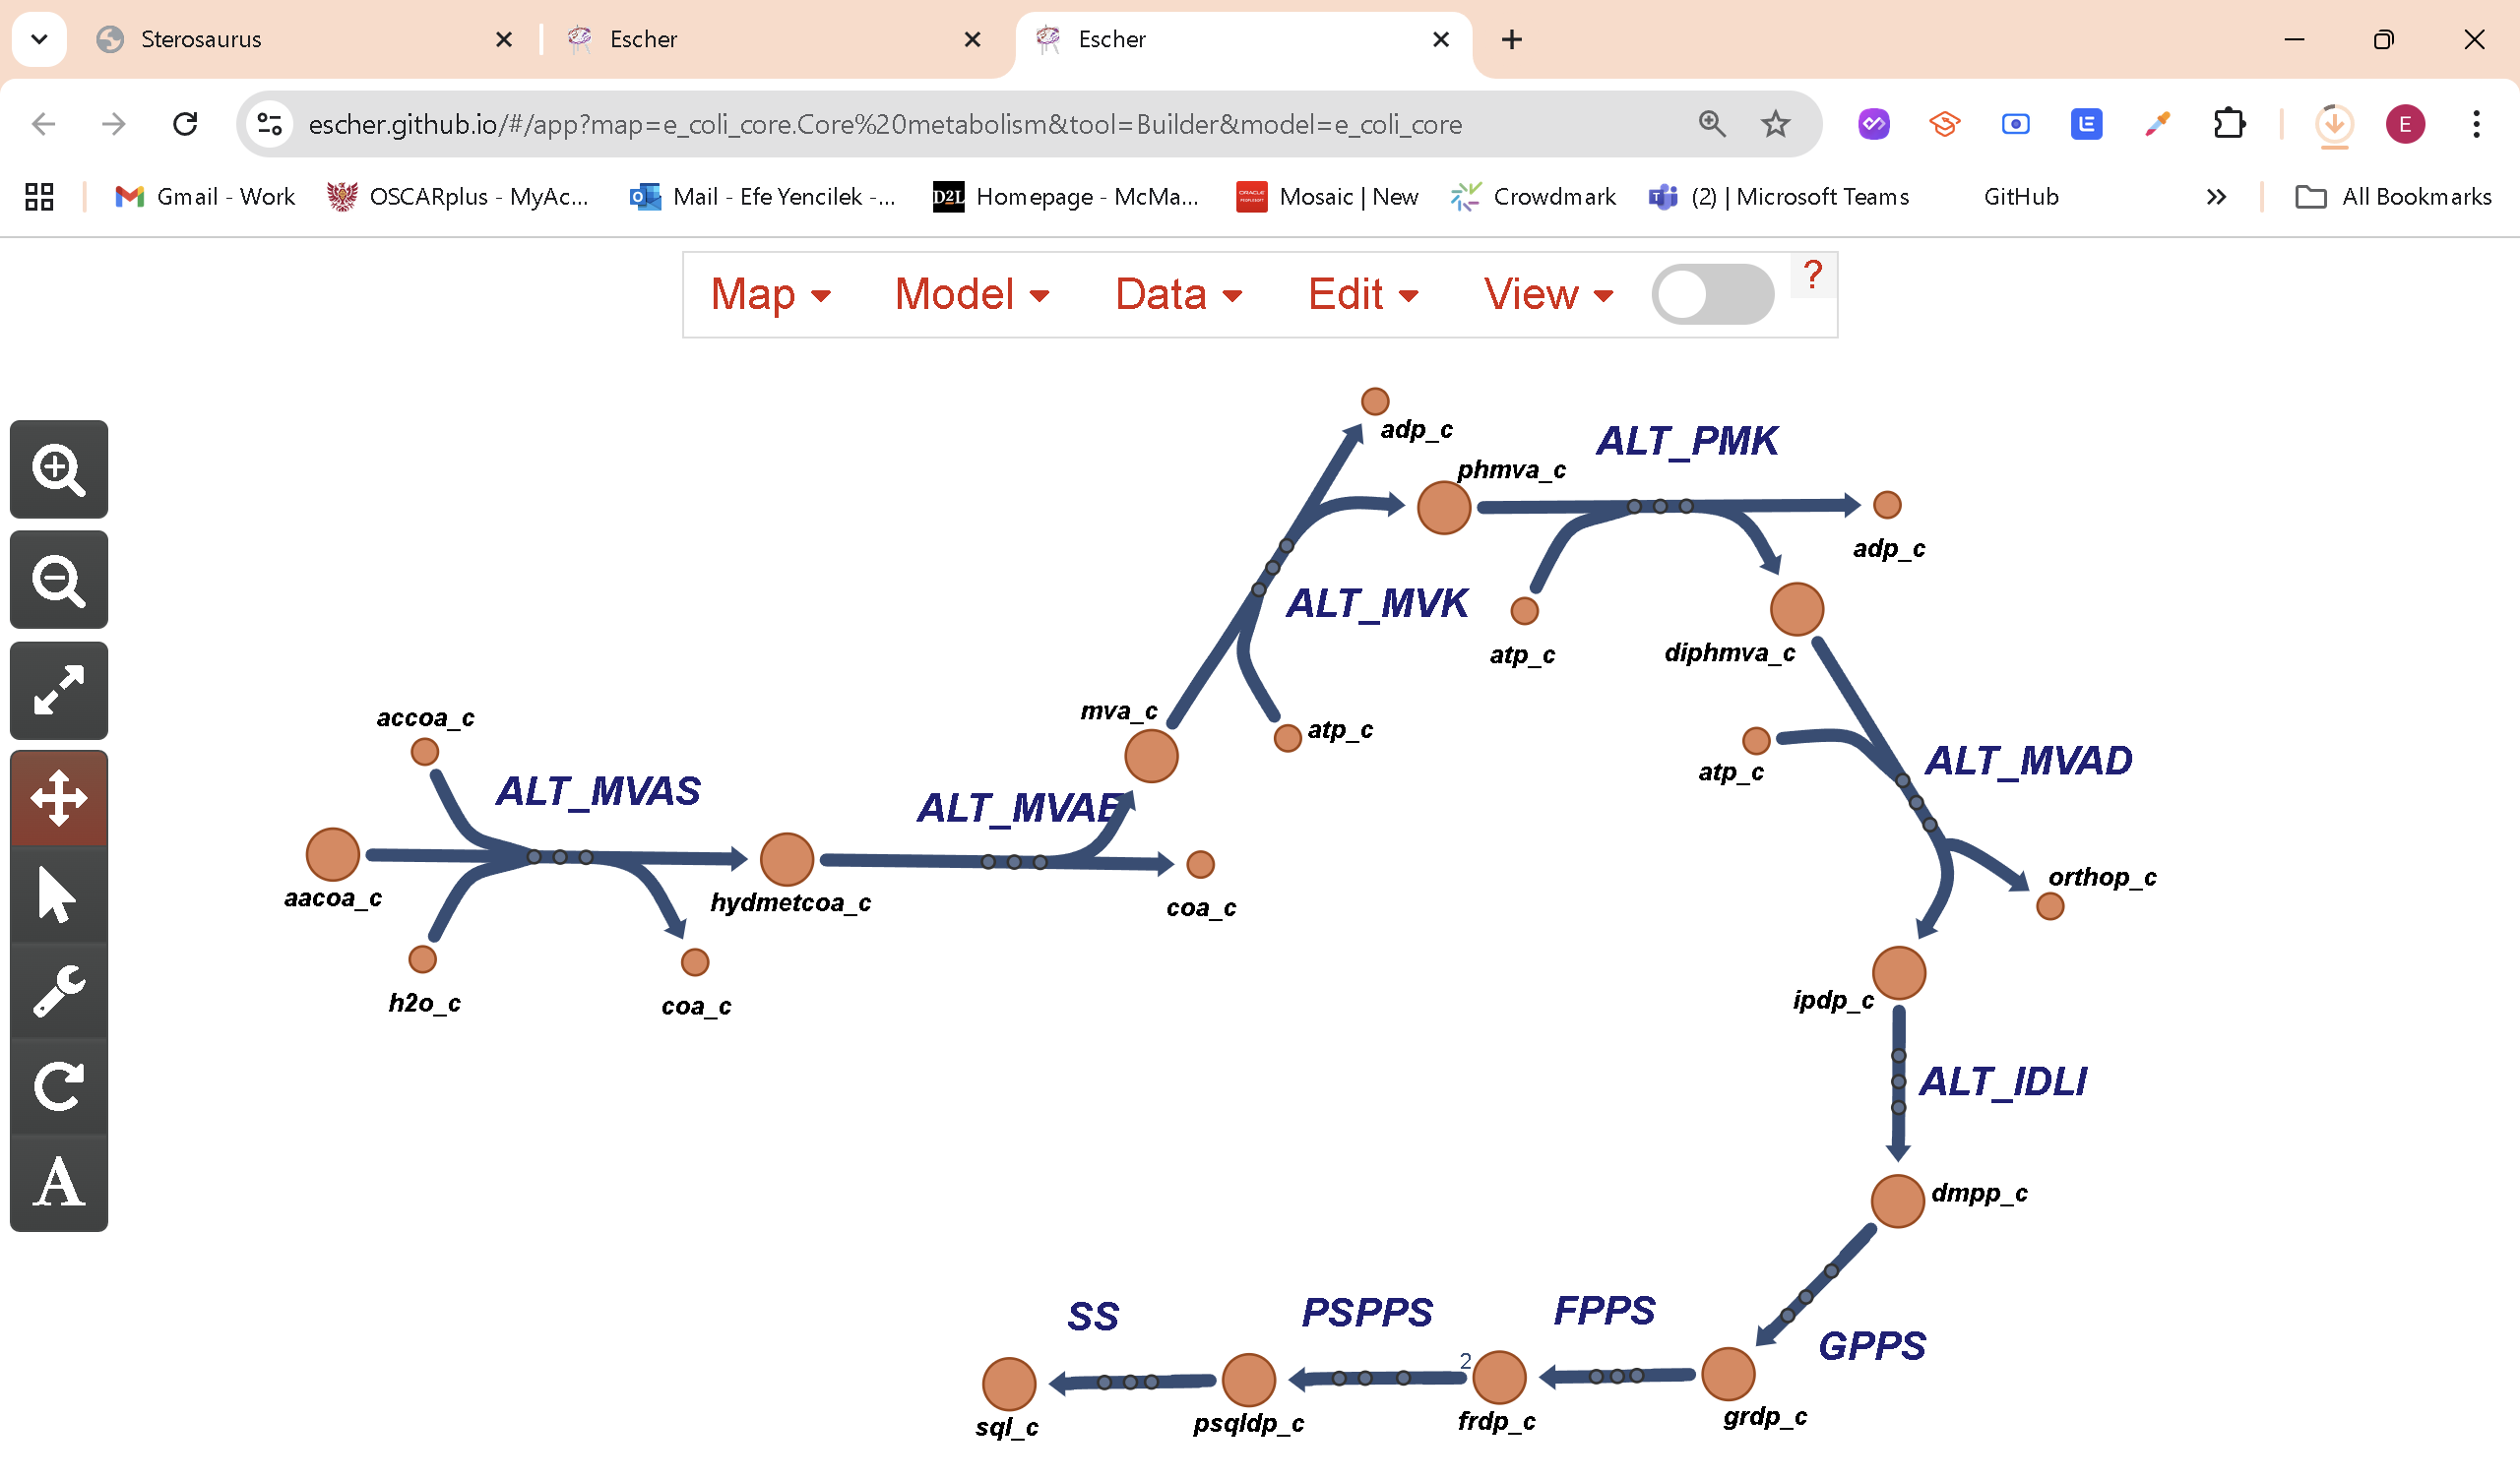 Sterosaurus
Escher
Escher
escher.github.io/#/app?map=e_coli_core.Core%20metabolism&tool=Builder&model=e_coli_core
E
Gmail - Work
OSCARplus - MyAc...
Mail - Efe Yencilek -...
D2L
Homepage - McMa...
Mosaic | New
Crowdmark
(2) | Microsoft Teams
GitHub
All Bookmarks
Map
Model
Data
Edit
View
?
A
adp_c
ALT_PMK
phmva_c
adp_c
ALT_MVK
atp_c
diphmva_c
accoa_c
mva_c
atp_c
ALT_MVAD
atp_c
ALT_MVAS
ALT_MVAE
orthop_c
aacoa_c
hydmetcoa_c
coa_c
h2o_c
coa_c
ipdp_c
ALT_IDLI
dmpp_c
SS
PSPPS
FPPS
GPPS
2
sql_c
psqldp_c
frdp_c
grdp_c